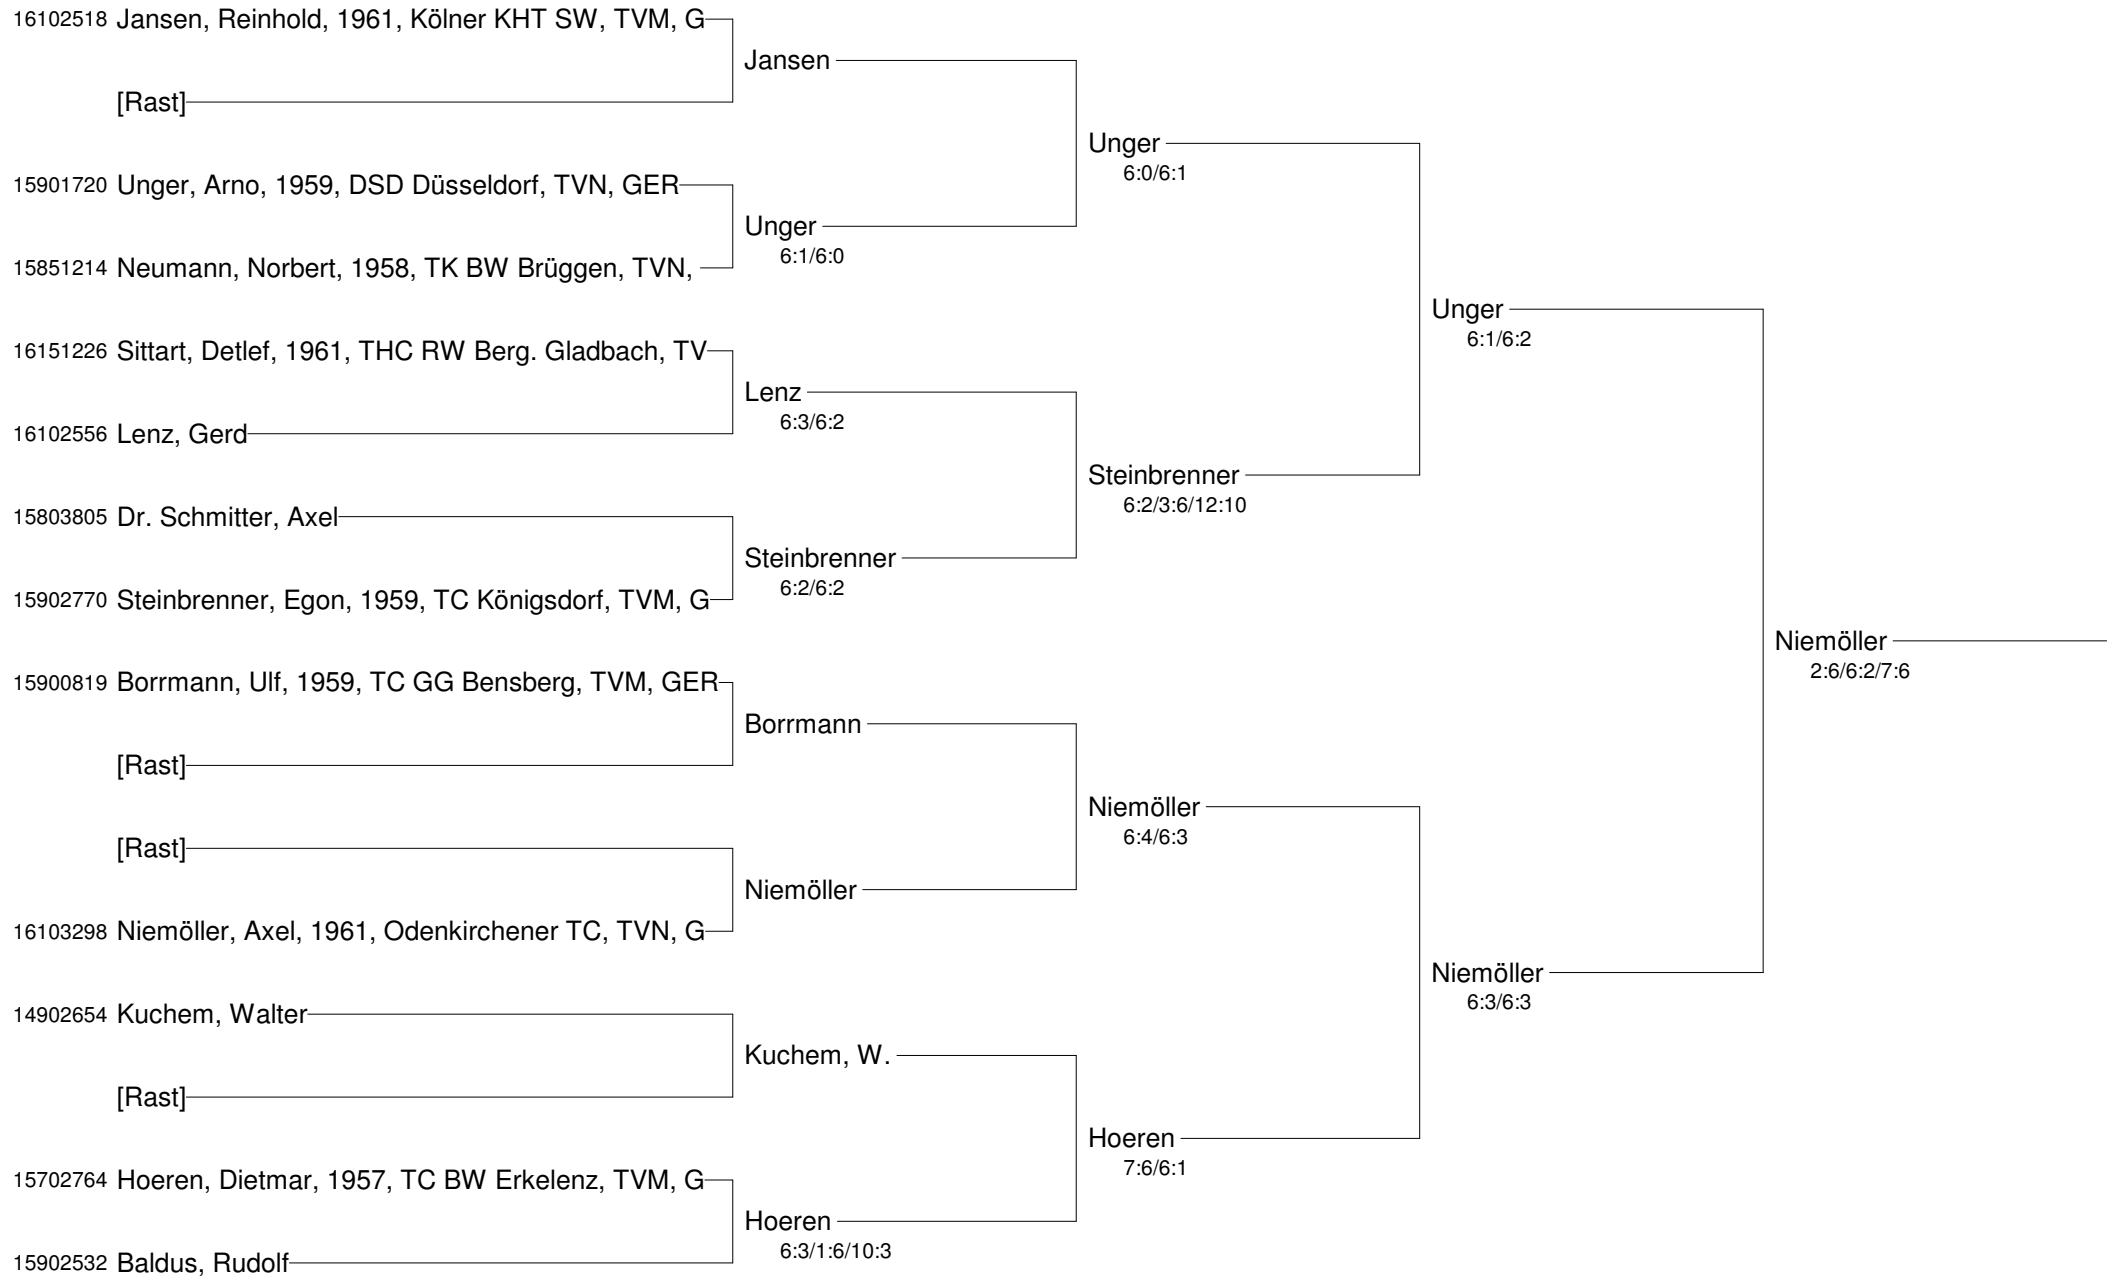 16102518 Jansen, Reinhold, 1961, Kölner KHT SW, TVM, G
Jansen
[Rast]
Unger
6:0/6:1
15901720 Unger, Arno, 1959, DSD Düsseldorf, TVN, GER
Unger
6:1/6:0
15851214 Neumann, Norbert, 1958, TK BW Brüggen, TVN,
Unger
6:1/6:2
16151226 Sittart, Detlef, 1961, THC RW Berg. Gladbach, TV
Lenz
6:3/6:2
16102556 Lenz, Gerd
Steinbrenner
6:2/3:6/12:10
15803805 Dr. Schmitter, Axel
Steinbrenner
6:2/6:2
15902770 Steinbrenner, Egon, 1959, TC Königsdorf, TVM, G
Niemöller
2:6/6:2/7:6
15900819 Borrmann, Ulf, 1959, TC GG Bensberg, TVM, GER
Borrmann
[Rast]
Niemöller
6:4/6:3
[Rast]
Niemöller
16103298 Niemöller, Axel, 1961, Odenkirchener TC, TVN, G
Niemöller
6:3/6:3
14902654 Kuchem, Walter
Kuchem, W.
[Rast]
Hoeren
7:6/6:1
15702764 Hoeren, Dietmar, 1957, TC BW Erkelenz, TVM, G
Hoeren
6:3/1:6/10:3
15902532 Baldus, Rudolf